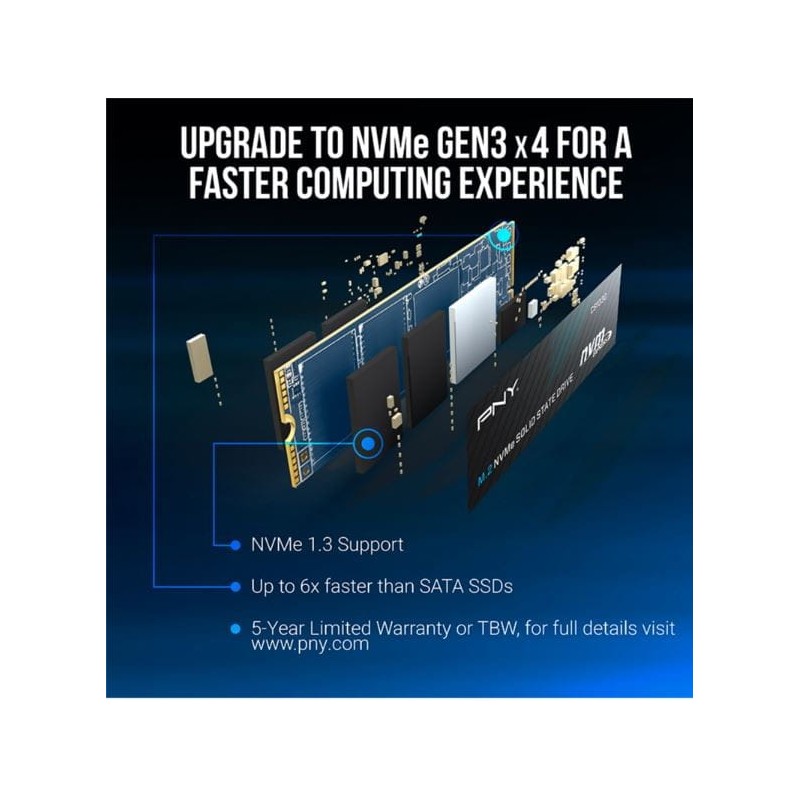 UPGRADE TO NVMe GEN3 x4 FOR A
FASTER COMPUTING EXPERIENCE
PNY
M.2 NVMe SOLID STATE DRIVE
nvm
NVMe 1.3 Support
Up to 6x faster than SATA SSDs
5-Year Limited Warranty or TBW, for full details visit
www.pny.com